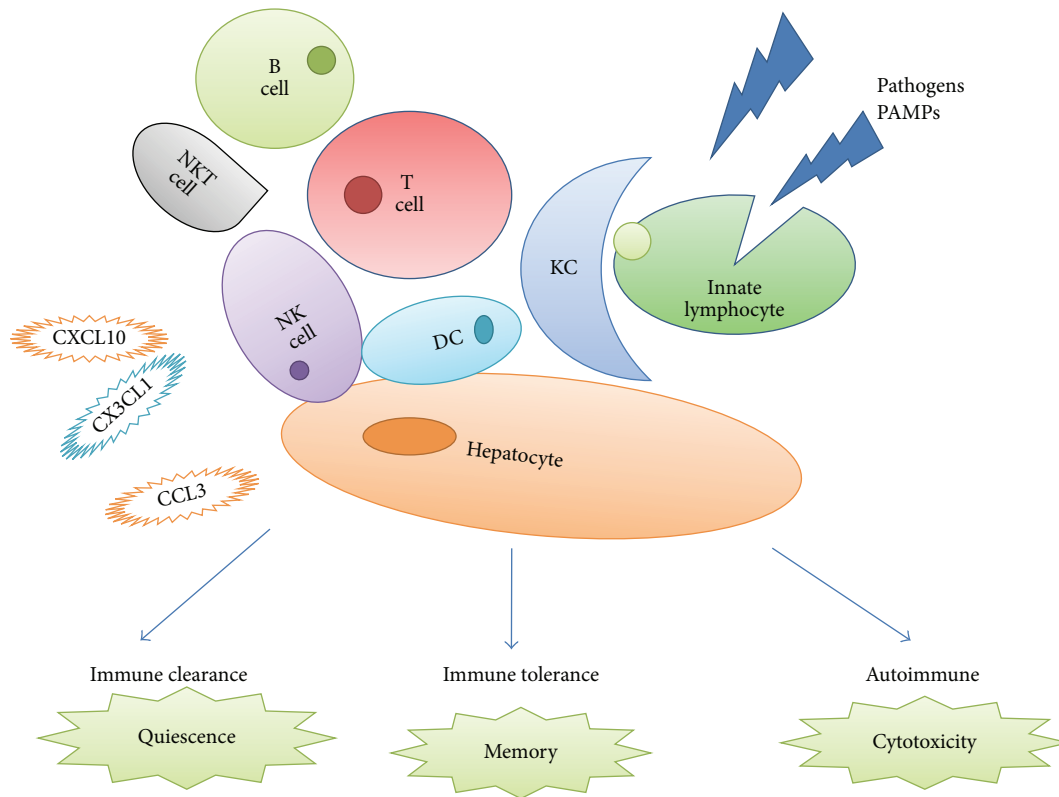 B
cell
Pathogens
PAMPs
NKT
cell
T
cell
KC
Innate
lymphocyte
NK
cell
DC
CXCL10
CX3CL1
Hepatocyte
CCL3
Immune clearance
Immune tolerance
Autoimmune
Quiescence
Memory
Cytotoxicity